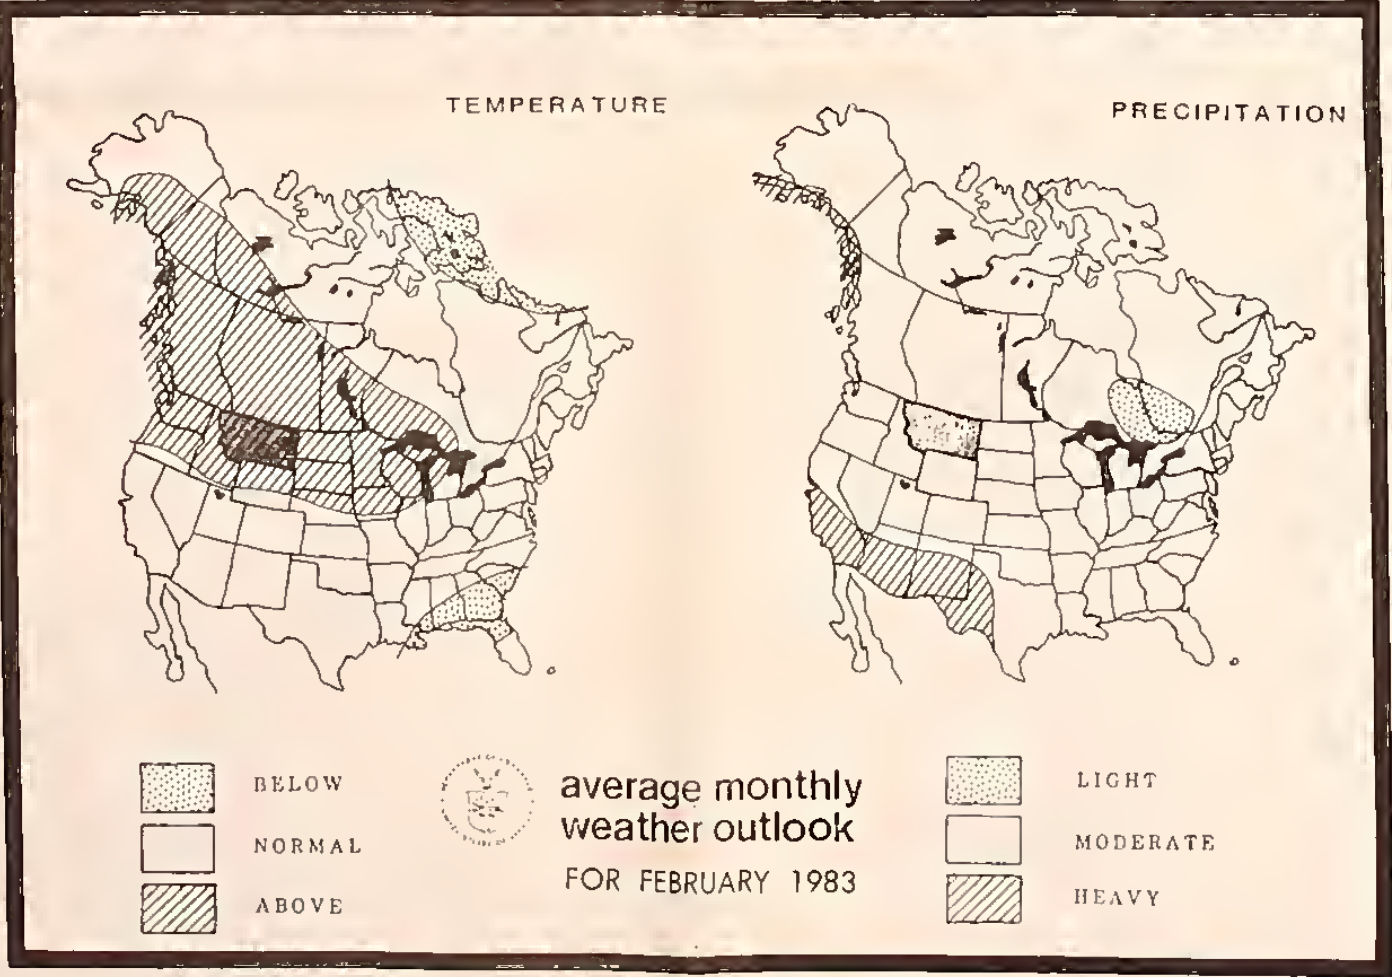 TEMPERATURE
PRECIPITATION
BELOW
NORMAL
ABOVE
average monthly
weather outlook
FOR FEBRUARY 1983
LIGHT
MODERATE
HEAVY